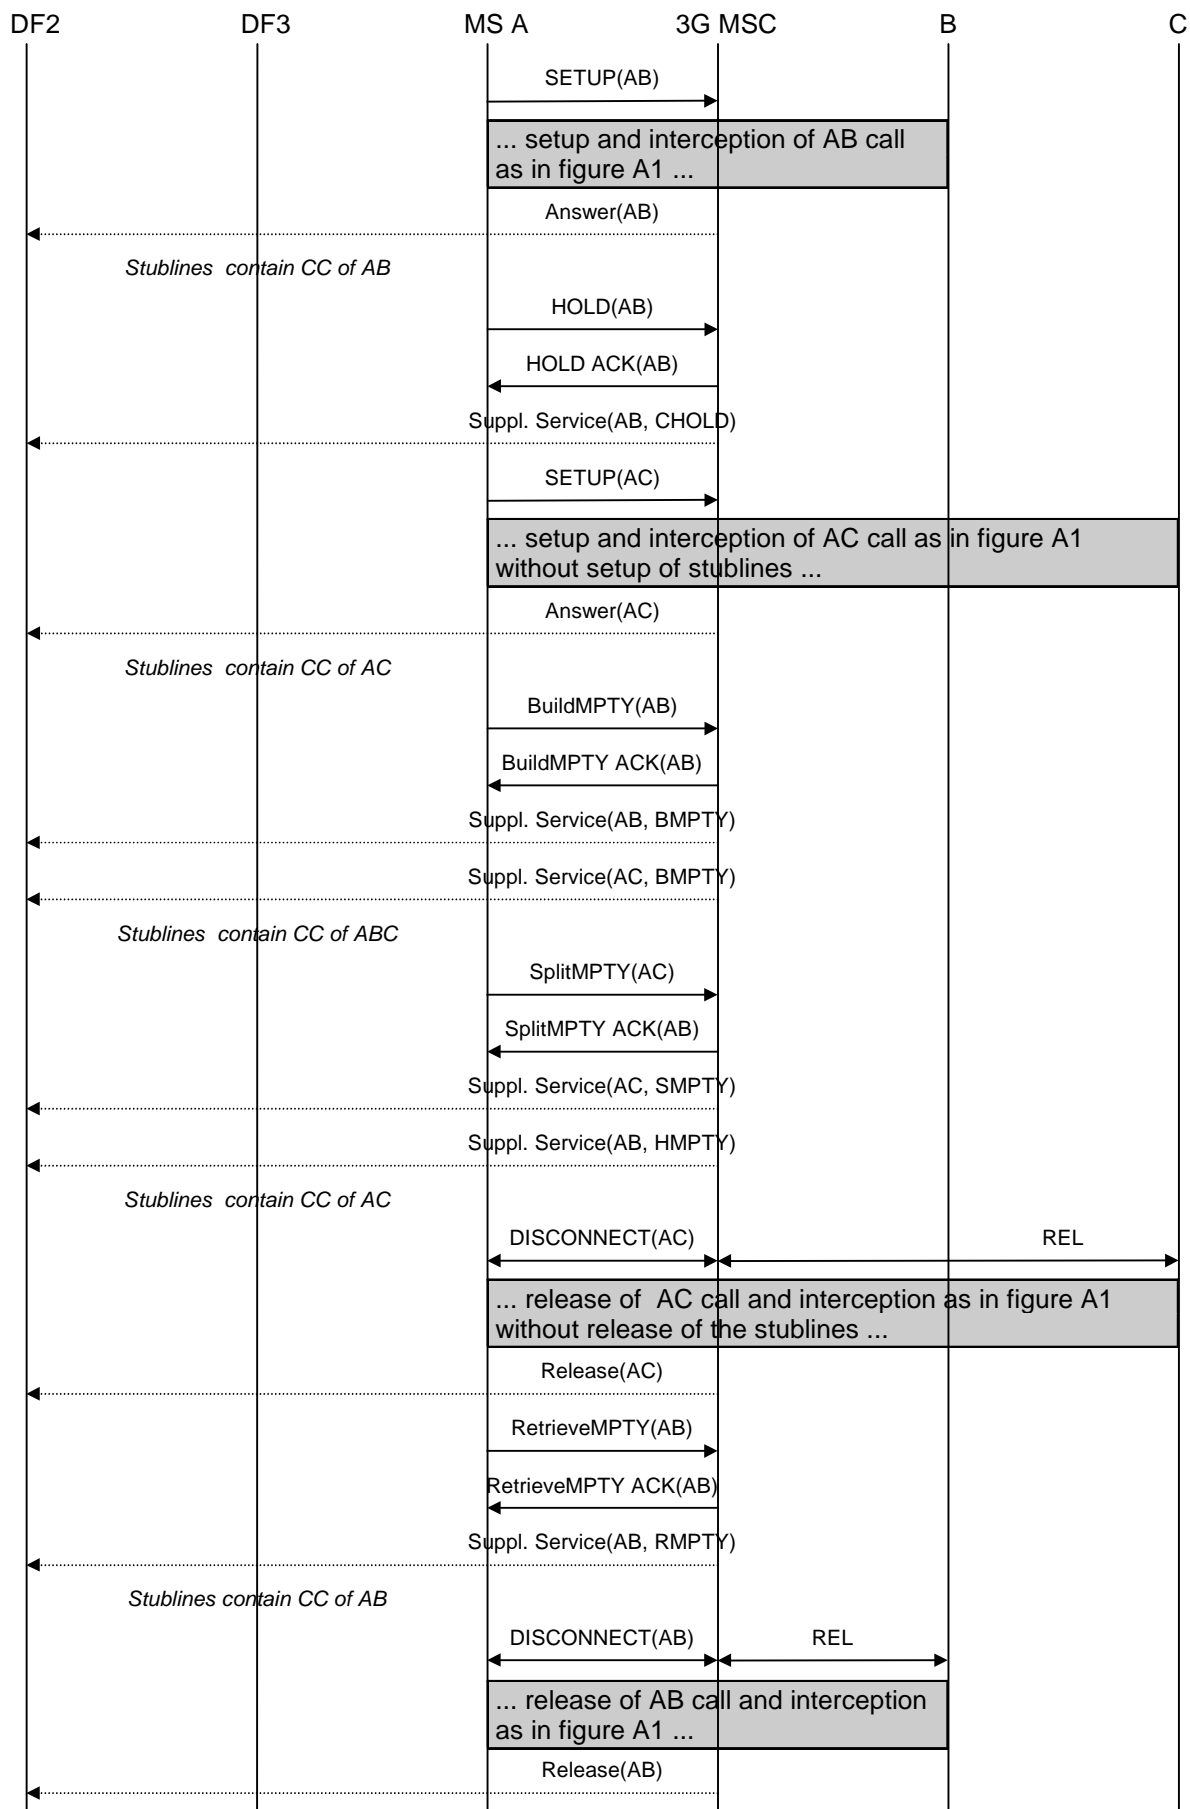 DF2 DF3 MS A 3G MSC B C
SETUP(AB)
... setup and interception of AB call
as in figure A1 ...
Answer(AB)
Stublines contain CC of AB
HOLD(AB)
HOLD ACK(AB)
Suppl. Service(AB, CHOLD)
SETUP(AC)
... setup and interception of AC call as in figure A1
without setup of stublines ...
Answer(AC)
Stublines contain CC of AC
BuildMPTY(AB)
BuildMPTY ACK(AB)
Suppl. Service(AB, BMPTY)
Suppl. Service(AC, BMPTY)
Stublines contain CC of ABC
SplitMPTY(AC)
SplitMPTY ACK(AB)
Suppl. Service(AC, SMPTY)
Suppl. Service(AB, HMPTY)
Stublines contain CC of AC
DISCONNECT(AC) REL
... release of AC call and interception as in figure A1
without release of the stublines ...
Release(AC)
RetrieveMPTY(AB)
RetrieveMPTY ACK(AB)
Suppl. Service(AB, RMPTY)
Stublines contain CC of AB
DISCONNECT(AB) REL
... release of AB call and interception
as in figure A1 ...
Release(AB)